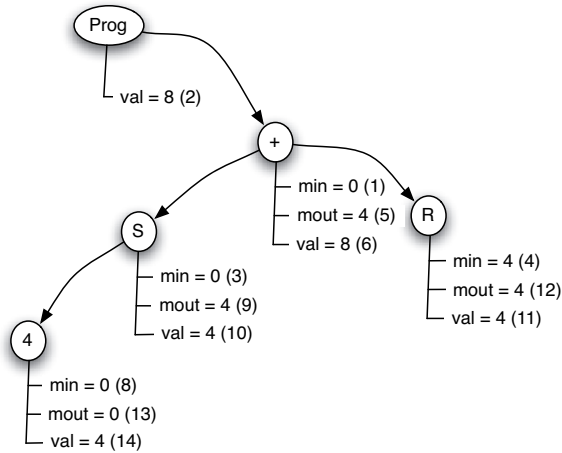 Prog
val = 8 (2)
+
min = 0 (1)
mout = 4 (5)
val = 8 (6)
R
min = 4 (4)
mout = 4 (12)
val = 4 (11)
S
min = 0 (3)
mout = 4 (9)
val = 4 (10)
4
min = 0 (8)
mout = 0 (13)
val = 4 (14)